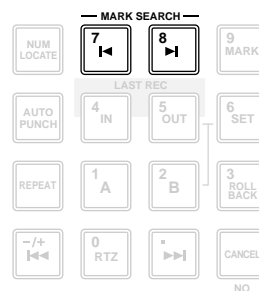 MARK SEARCH
NUM LOCATE
7
8
9 MARK
LAST REC
AUTO PUNCH
4 IN
5 OUT
6 SET
REPEAT
1 A
2 B
3 ROLL BACK
–/+
0 RTZ
.
CANCEL
NO